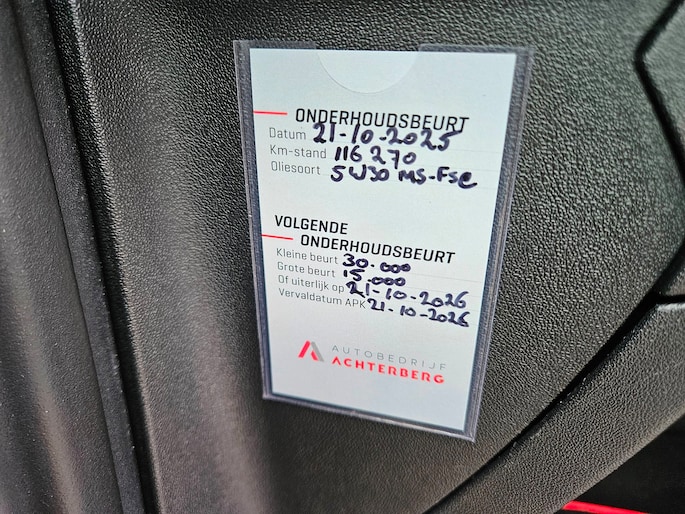 ONDERHOUDSBEURT
Datum 21-10-2025
Km-stand 116 270
Oliesoort 5W30 MS-Fse
VOLGENDE
ONDERHOUDSBEURT
Kleine beurt 30.000
Grote beurt 15.000
Of uiterlijk op 21-10-2026
Vervaldatum APK 21-10-2026
AUTOBEDRIJF
ACHTERBERG